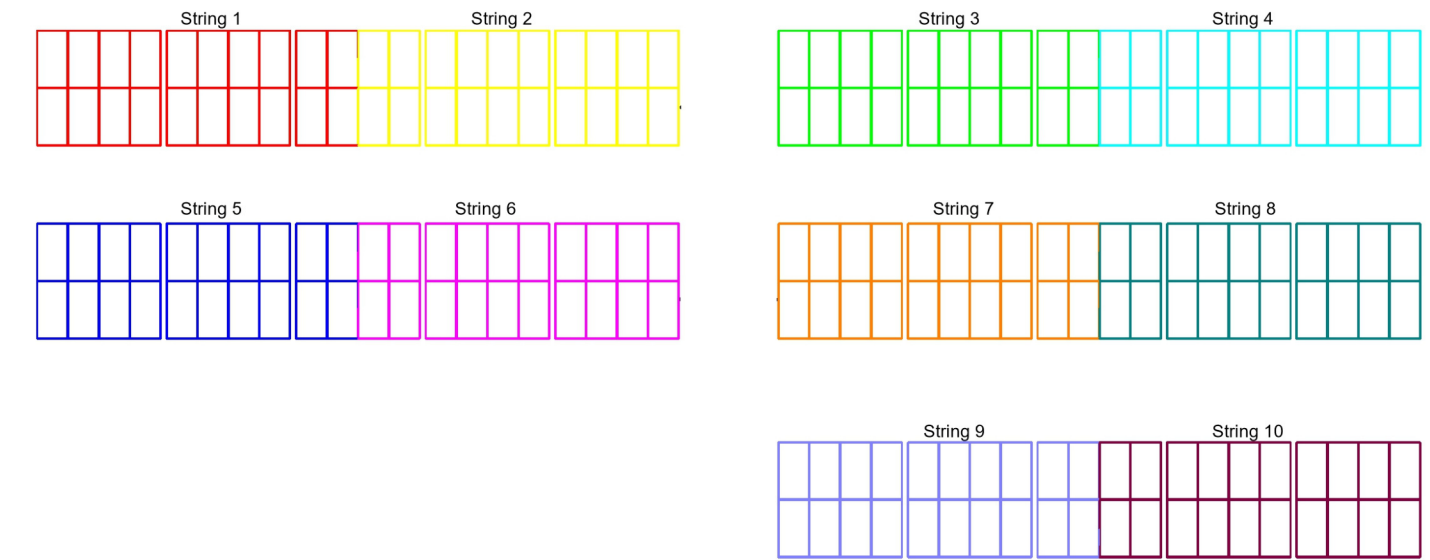 String 1
String 2
String 3
String 4
String 5
String 6
String 7
String 8
String 9
String 10